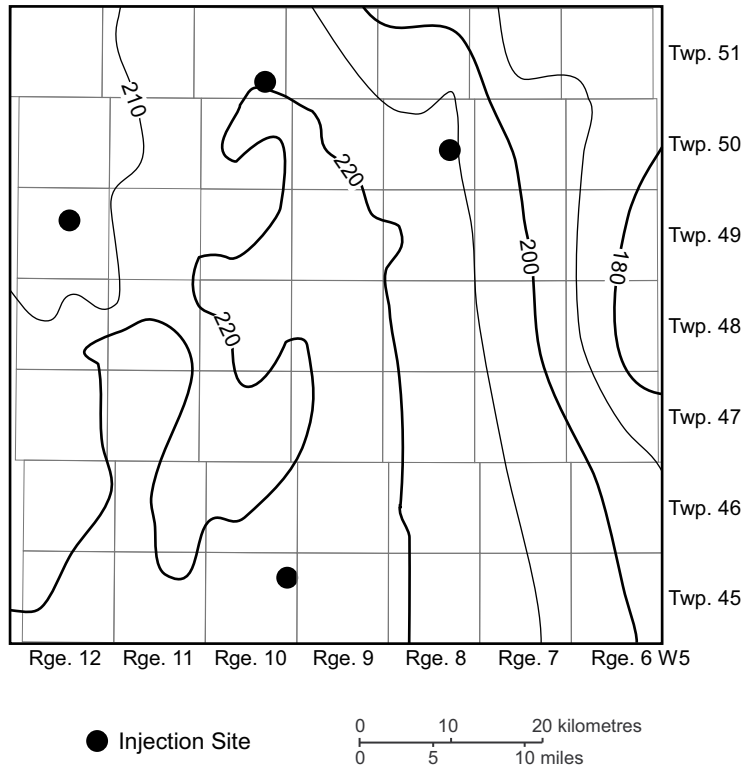 210
220
220
200
180
Twp. 51
Twp. 50
Twp. 49
Twp. 48
Twp. 47
Twp. 46
Twp. 45
Rge. 12 Rge. 11 Rge. 10 Rge. 9 Rge. 8 Rge. 7 Rge. 6 W5
Injection Site
0 10 20 kilometres
0 5 10 miles